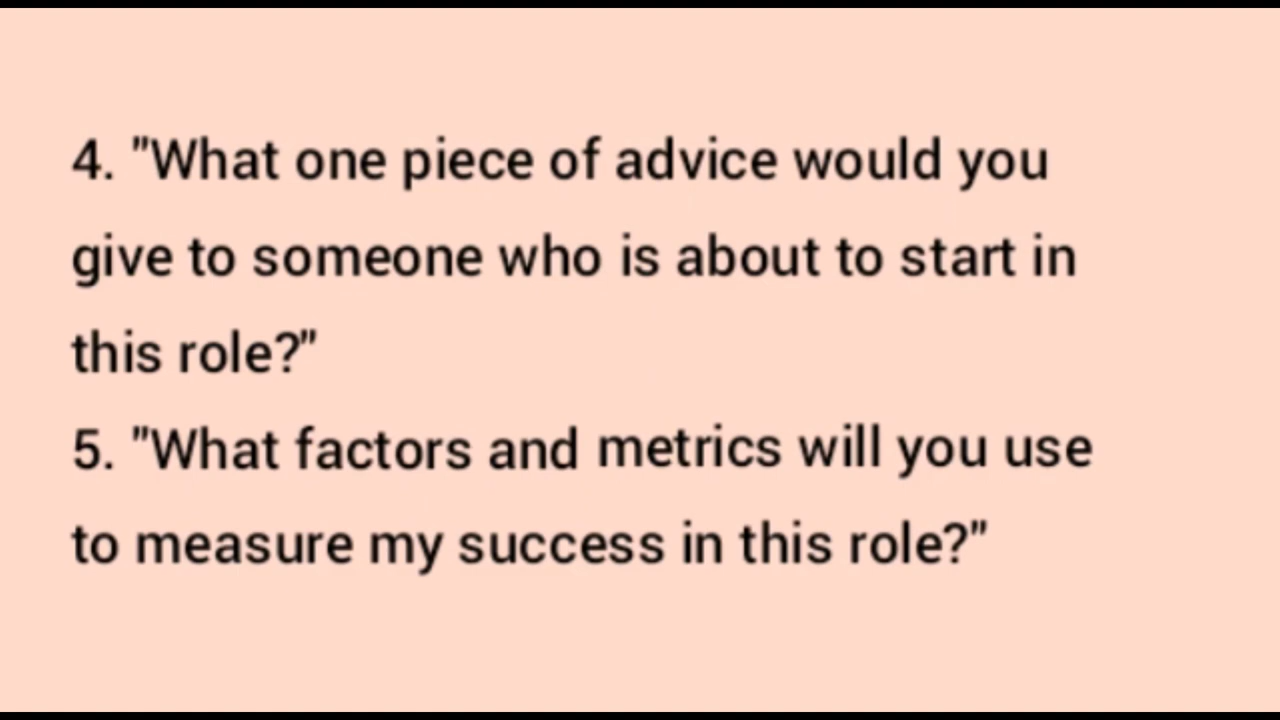 4. "What one piece of advice would you
give to someone who is about to start in
this role?"
5. "What factors and metrics will you use
to measure my success in this role?"